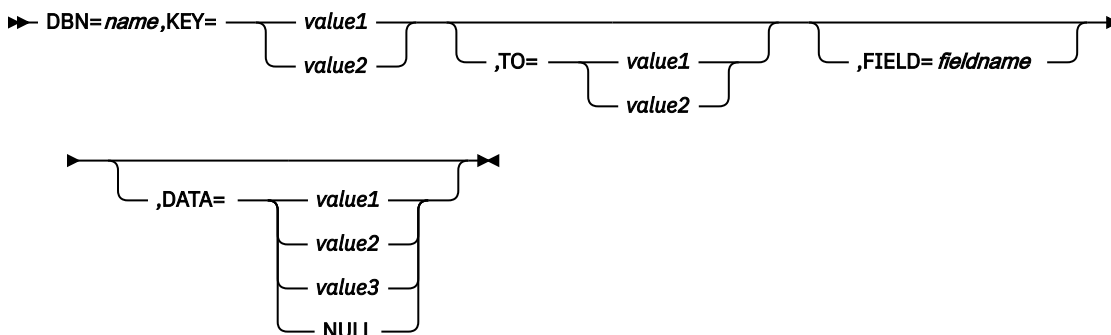 DBN=name,KEY= value1
value2
,TO= value1
value2
,FIELD=fieldname
,DATA= value1
value2
value3
NULL